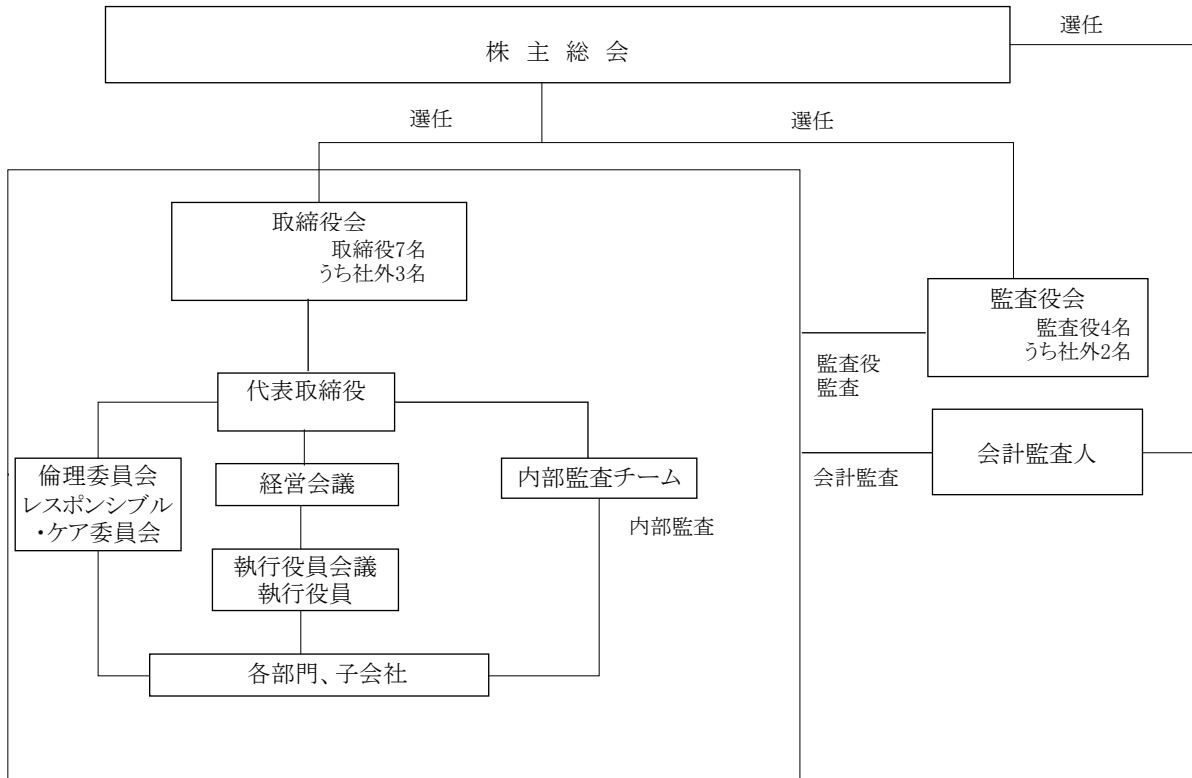 選任
株 主 総 会
選任
選任
取締役会
取締役7名
うち社外3名
監査役会
監査役4名
うち社外2名
監査役
監査
代表取締役
倫理委員会
レスポンシブル
・ケア委員会
経営会議
内部監査チーム
会計監査
会計監査人
内部監査
執行役員会議
執行役員
各部門、子会社